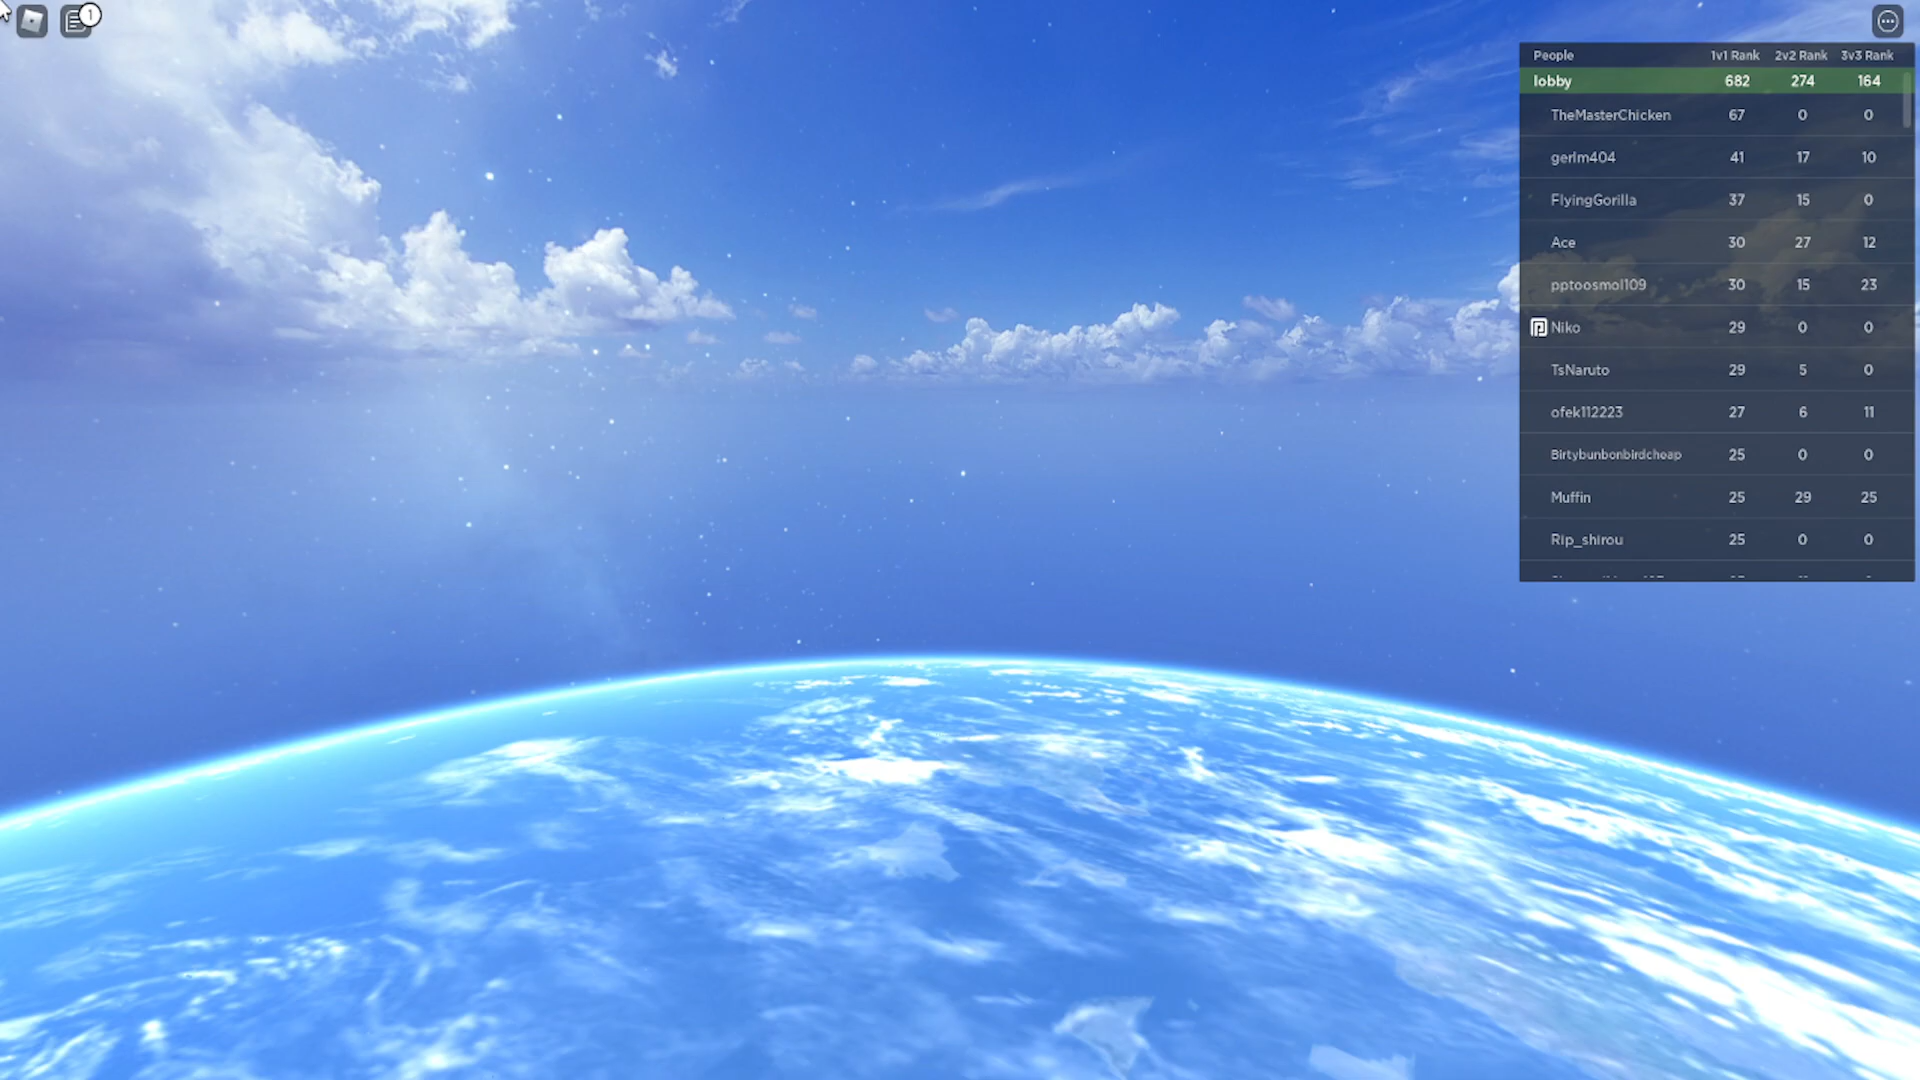 1
People 1v1 Rank 2v2 Rank 3v3 Rank
lobby 682 274 164
TheMasterChicken 67 0 0
gerlm404 41 17 10
FlyingGorilla 37 15 0
Ace 30 27 12
pptoosmol109 30 15 23
Niko 29 0 0
TsNaruto 29 5 0
ofek112223 27 6 11
Birtybunbonbirdcheap 25 0 0
Muffin 25 29 25
Rip_shirou 25 0 0